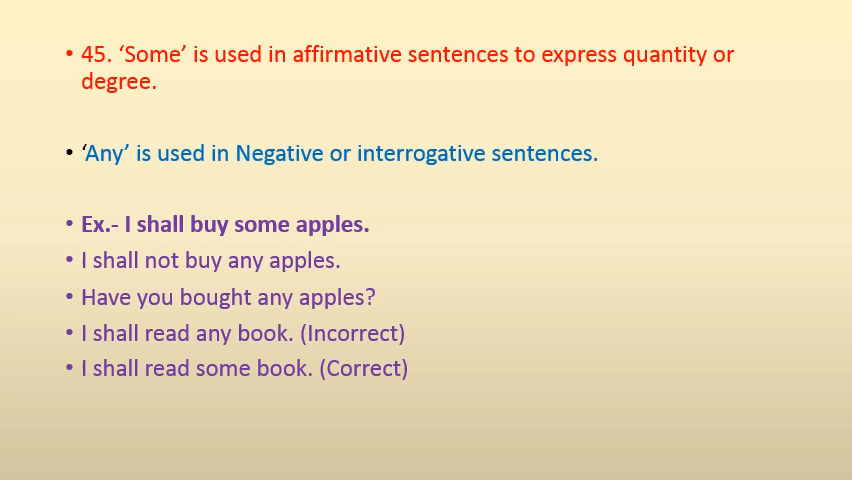 • 45. ‘Some’ is used in affirmative sentences to express quantity or
degree.
• ‘Any’ is used in Negative or interrogative sentences.
• Ex.- I shall buy some apples.
• I shall not buy any apples.
• Have you bought any apples?
• I shall read any book. (Incorrect)
• I shall read some book. (Correct)